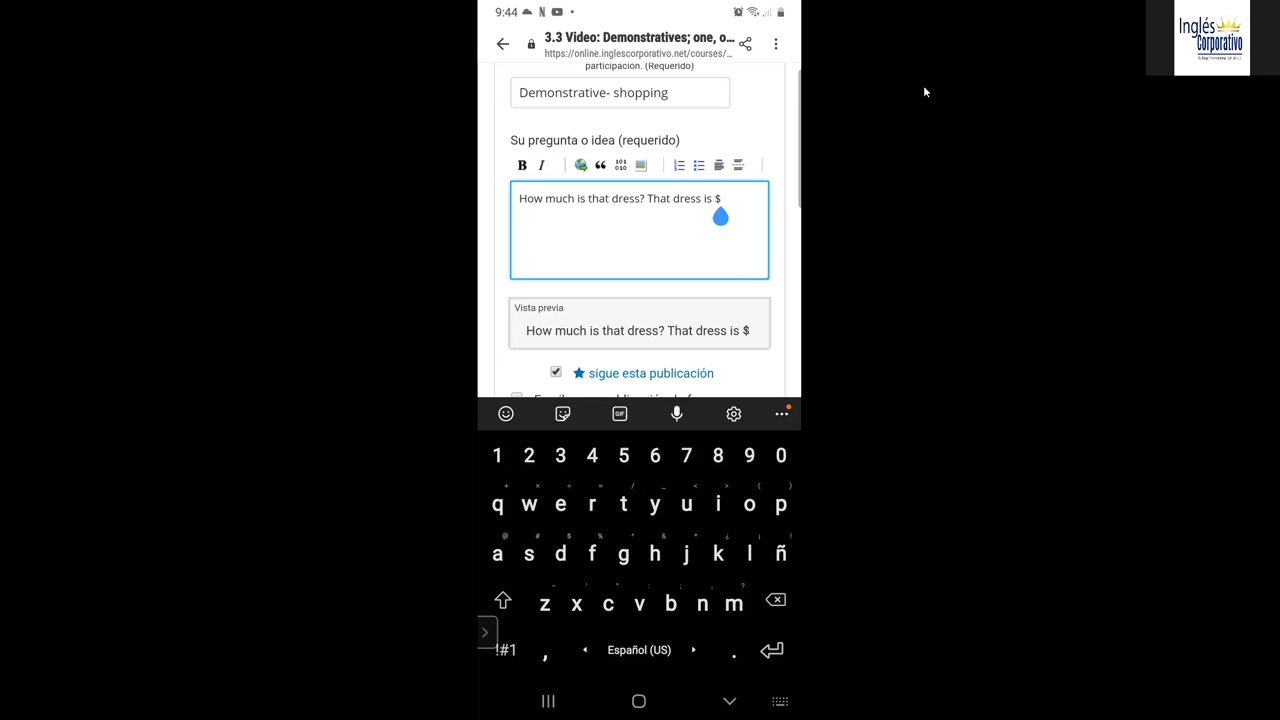 9:44
Inglés
Corporativo
3.3 Video: Demonstratives; one, o...
https://online.inglescorporativo.net/courses/...
participación. (Requerido)
Demonstrative- shopping
Su pregunta o idea (requerido)
B I
How much is that dress? That dress is $
Vista previa
How much is that dress? That dress is $
sigue esta publicación
GIF
1 2 3 4 5 6 7 8 9 0
q w e r t y u i o p
a s d f g h j k l ñ
z x c v b n m
!#1 , Español (US) .